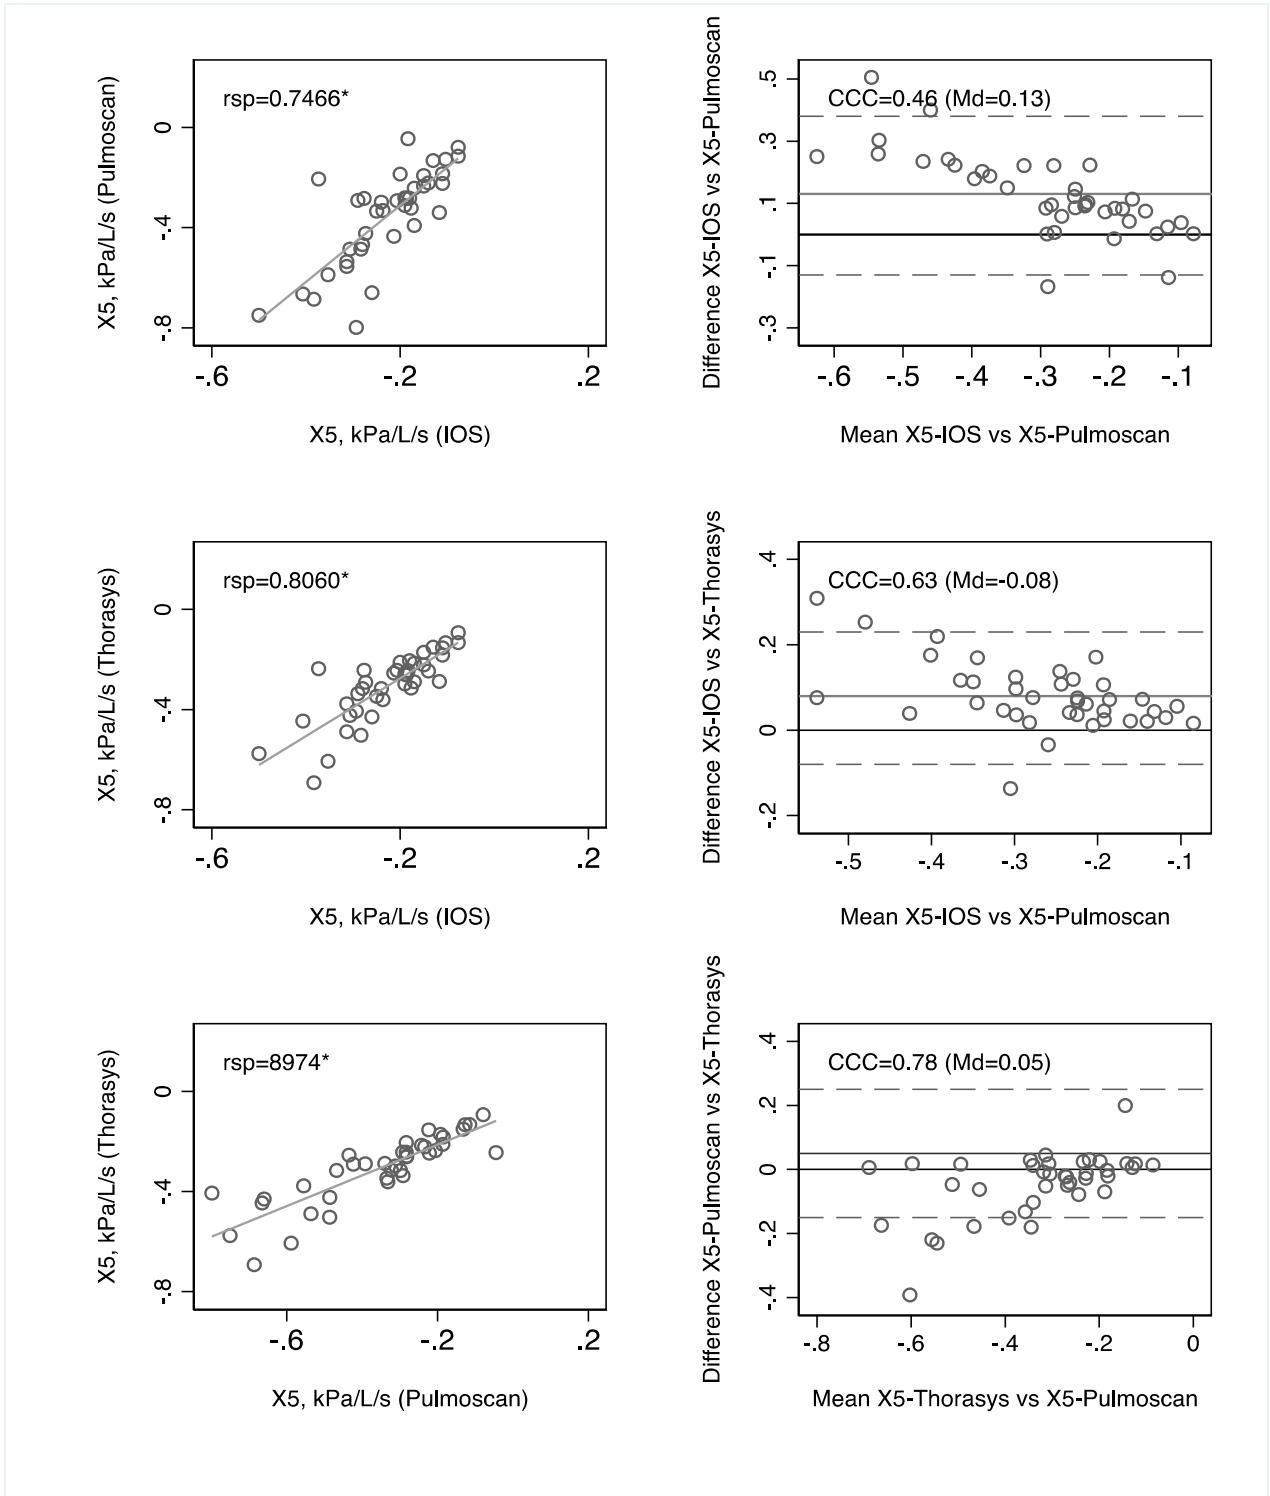 X5, kPa/L/s (Pulmoscan)
rsp=0.7466*
0
-.4
-.8
-.6
-.2
.2
X5, kPa/L/s (IOS)
Difference X5-IOS vs X5-Pulmoscan
CCC=0.46 (Md=0.13)
.5
.3
.1
-.1
-.3
-.6
-.5
-.4
-.3
-.2
-.1
Mean X5-IOS vs X5-Pulmoscan
X5, kPa/L/s (Thorasys)
rsp=0.8060*
0
-.4
-.8
-.6
-.2
.2
X5, kPa/L/s (IOS)
Difference X5-IOS vs X5-Thorasys
CCC=0.63 (Md=-0.08)
.4
.2
0
-.2
-.5
-.4
-.3
-.2
-.1
Mean X5-IOS vs X5-Pulmoscan
X5, kPa/L/s (Thorasys)
rsp=8974*
0
-.4
-.8
-.6
-.2
.2
X5, kPa/L/s (Pulmoscan)
Difference X5-Pulmoscan vs X5-Thorasys
CCC=0.78 (Md=0.05)
.4
.2
0
-.2
-.4
-.8
-.6
-.4
-.2
0
Mean X5-Thorasys vs X5-Pulmoscan